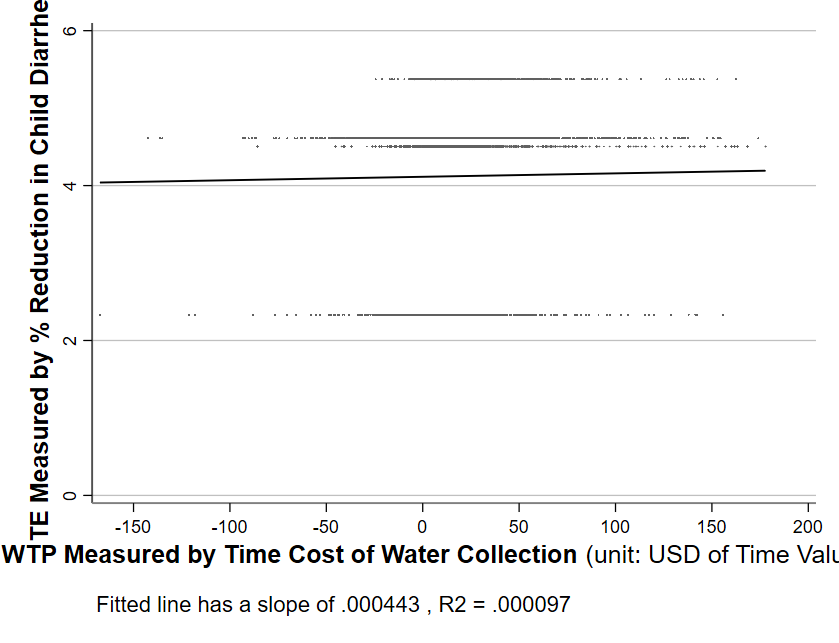 TE Measured by % Reduction in Child Diarrhe
6
4
2
0
-150 -100 -50 0 50 100 150 200
WTP Measured by Time Cost of Water Collection (unit: USD of Time Valu
Fitted line has a slope of .000443 , R2 = .000097